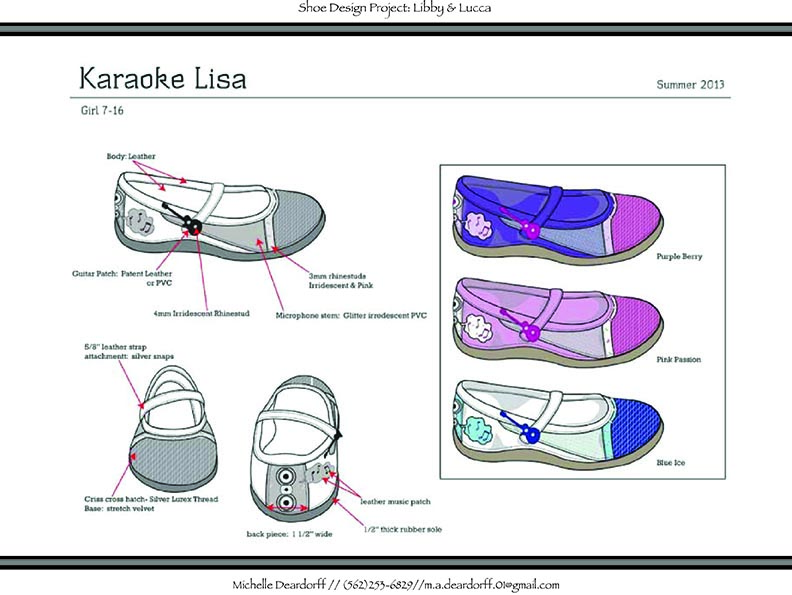 Shoe Design Project: Libby & Lucca
Karaoke Lisa
Summer 2013
Girl 7-16
Body: Leather
Guitar Patch: Patent Leather
or PVC
3mm rhinestuds
Irridescent & Pink
4mm Irridescent Rhinestud
Microphone stem: Glitter irredescent PVC
5/8" leather strap
attachmentt: silver snaps
Criss cross hatch- Silver Lurex Thread
Base: stretch velvet
leather music patch
1/2" thick rubber sole
back piece: 1 1/2" wide
Purple Berry
Pink Passion
Blue Ice
Michelle Deardorff // (562)253-6829//m.a.deardorff.01@gmail.com